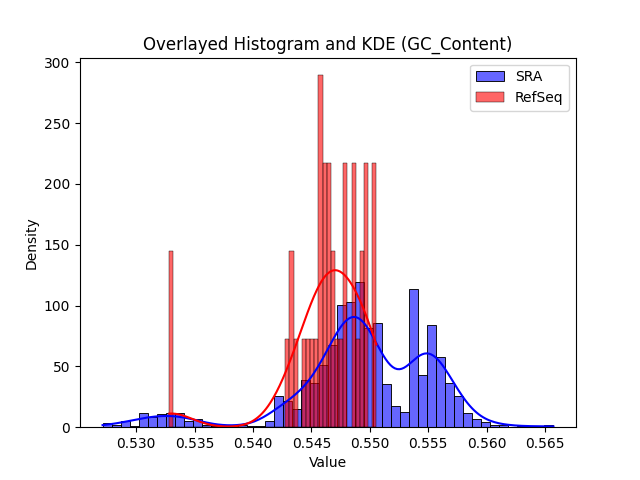 Overlayed Histogram and KDE (GC_Content)
SRA
RefSeq
300
250
200
150
100
50
0
Density
0.530 0.535 0.540 0.545 0.550 0.555 0.560 0.565
Value